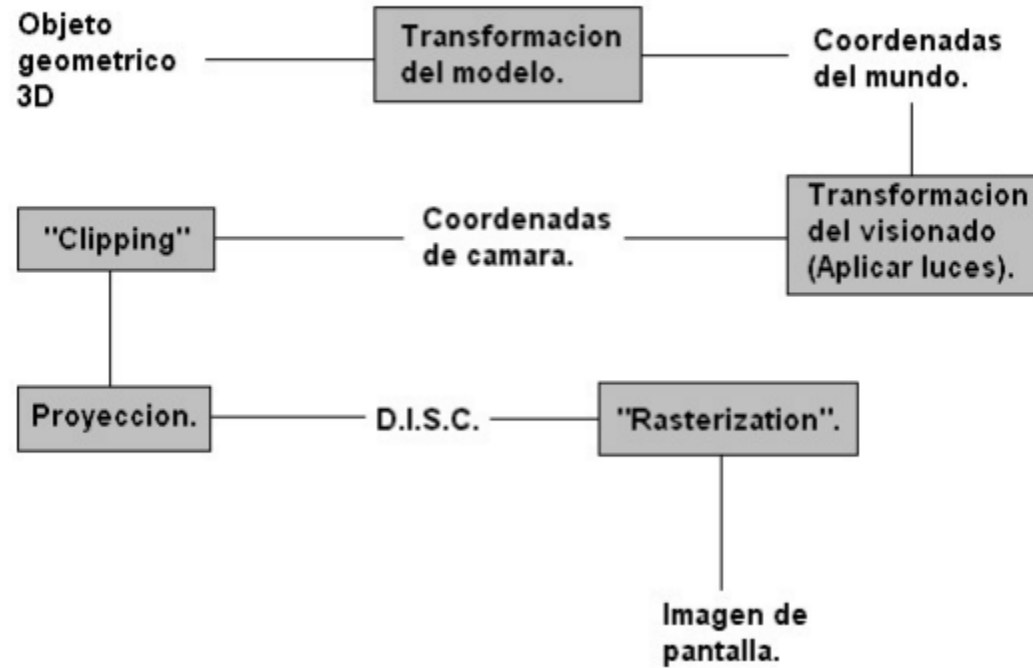 Objeto
geometrico
3D
Transformacion
del modelo.
Coordenadas
del mundo.
Transformacion
del visionado
(Aplicar luces).
Coordenadas
de camara.
"Clipping"
Proyeccion.
D.I.S.C.
"Rasterization".
Imagen de
pantalla.